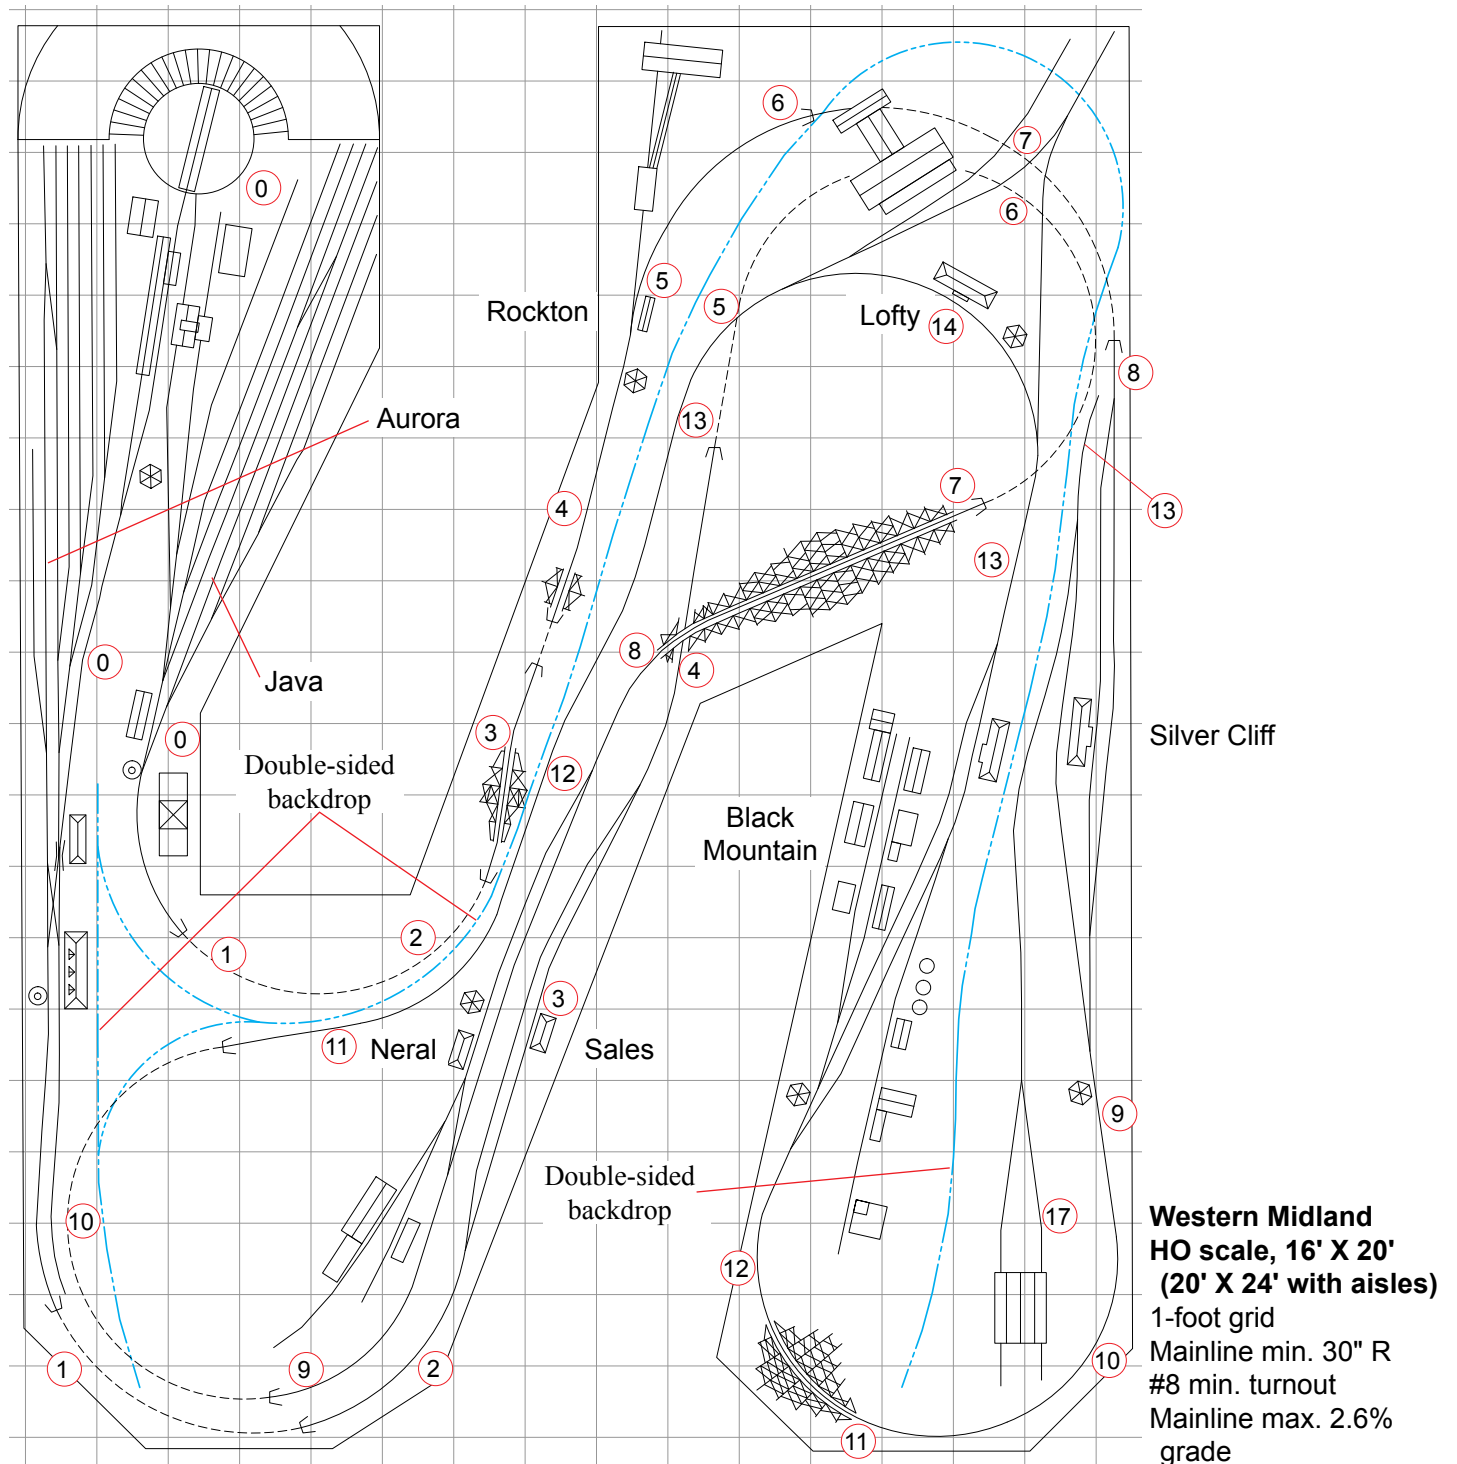 6
7
0
6
5
5
Rockton
Lofty
14
8
Aurora
13
7
4
13
13
0
8
4
Java
0
3
Silver Cliff
Double-sided
backdrop
12
Black
Mountain
2
1
3
11
Neral
Sales
9
Double-sided
backdrop
10
17
12
Western Midland
HO scale, 16' X 20'
(20' X 24' with aisles)
1-foot grid
Mainline min. 30" R
#8 min. turnout
Mainline max. 2.6%
grade
1
9
2
10
11